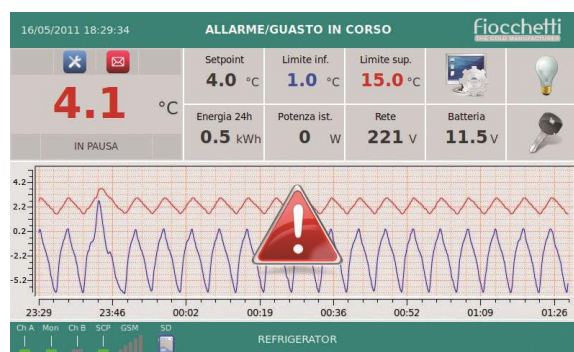 16/05/2011 18:29:34 ALLARME/GUASTO IN CORSO fiocchetti
THE COLD MANUFACTURER
Setpoint Limite inf. Limite sup.
4.0 °C 1.0 °C 15.0 °C
4.1 °C
Energia 24h Potenza ist. Rete Batteria
0.5 kWh 0 W 221 V 11.5 V
IN PAUSA
4.2
2.2
0.2
-2.2
-5.2
23:29 23:46 00:02 00:19 00:36 00:52 01:09 01:26
Ch A Mon Ch B SCP GSM SD
REFRIGERATOR